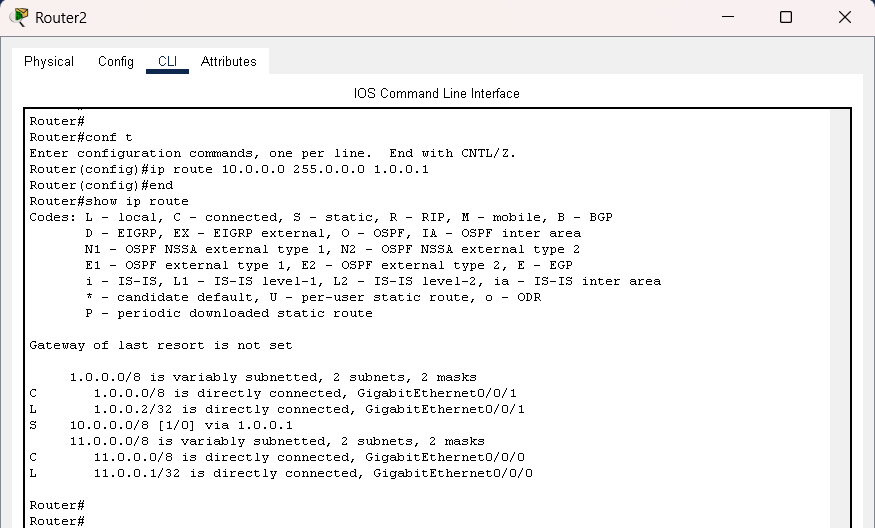 Router2
Physical Config CLI Attributes
IOS Command Line Interface
Router#
Router#conf t
Enter configuration commands, one per line.  End with CNTL/Z.
Router(config)#ip route 10.0.0.0 255.0.0.0 1.0.0.1
Router(config)#end
Router#show ip route
Codes: L - local, C - connected, S - static, R - RIP, M - mobile, B - BGP
       D - EIGRP, EX - EIGRP external, O - OSPF, IA - OSPF inter area
       N1 - OSPF NSSA external type 1, N2 - OSPF NSSA external type 2
       E1 - OSPF external type 1, E2 - OSPF external type 2, E - EGP
       i - IS-IS, L1 - IS-IS level-1, L2 - IS-IS level-2, ia - IS-IS inter area
       * - candidate default, U - per-user static route, o - ODR
       P - periodic downloaded static route
Gateway of last resort is not set
     1.0.0.0/8 is variably subnetted, 2 subnets, 2 masks
C       1.0.0.0/8 is directly connected, GigabitEthernet0/0/1
L       1.0.0.2/32 is directly connected, GigabitEthernet0/0/1
S    10.0.0.0/8 [1/0] via 1.0.0.1
     11.0.0.0/8 is variably subnetted, 2 subnets, 2 masks
C       11.0.0.0/8 is directly connected, GigabitEthernet0/0/0
L       11.0.0.1/32 is directly connected, GigabitEthernet0/0/0
Router#
Router#